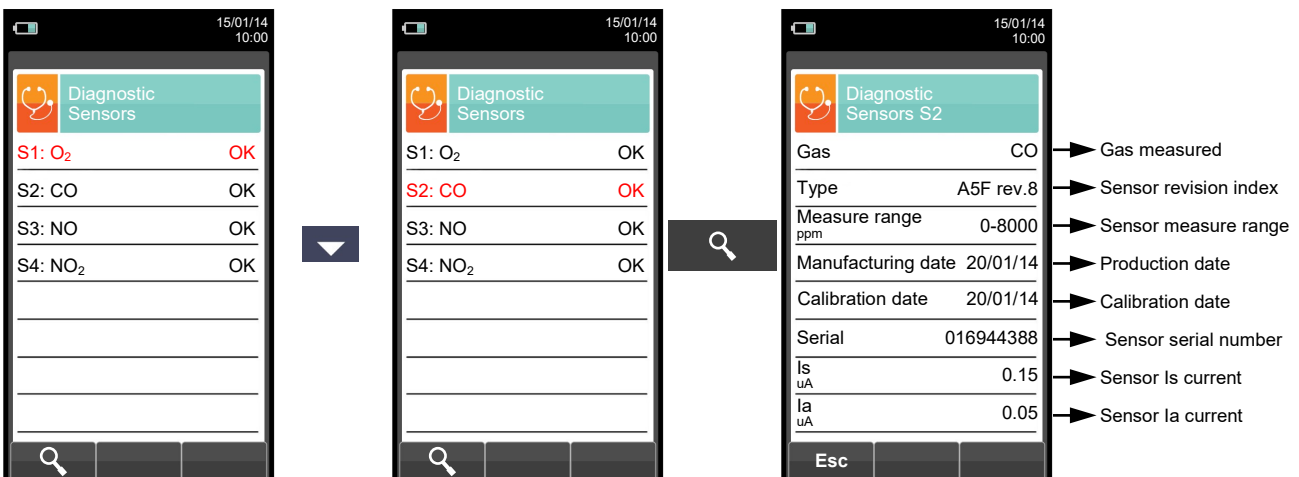 15/01/14
10:00
Diagnostic
Sensors
S1: O₂ OK
S2: CO OK
S3: NO OK
S4: NO₂ OK
15/01/14
10:00
Diagnostic
Sensors
S1: O₂ OK
S2: CO OK
S3: NO OK
S4: NO₂ OK
15/01/14
10:00
Diagnostic
Sensors S2
Gas CO Gas measured
Type A5F rev.8 Sensor revision index
Measure range
ppm 0-8000 Sensor measure range
Manufacturing date 20/01/14 Production date
Calibration date 20/01/14 Calibration date
Serial 016944388 Sensor serial number
Is
uA 0.15 Sensor Is current
Ia
uA 0.05 Sensor Ia current
Esc